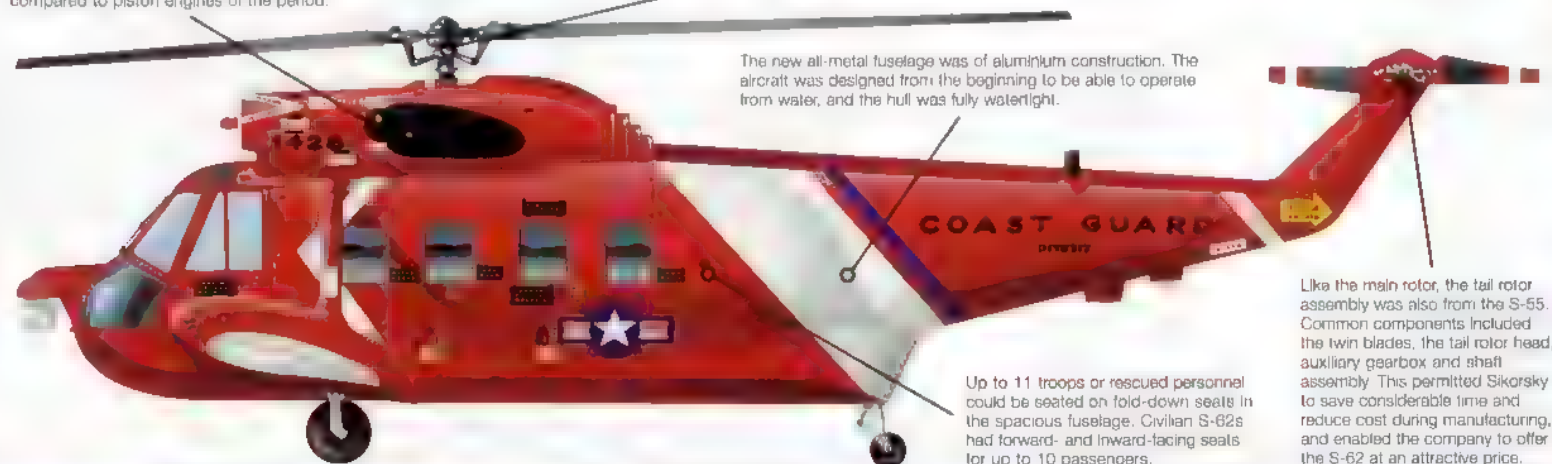 compared to piston engines of the period.
The new all-metal fuselage was of aluminium construction. The
aircraft was designed from the beginning to be able to operate
from water, and the hull was fully watertight.
1428
COAST GUARD
Like the main rotor, the tail rotor
assembly was also from the S-55.
Common components included
the twin blades, the tail rotor head,
auxiliary gearbox and shaft
assembly. This permitted Sikorsky
to save considerable time and
reduce cost during manufacturing,
and enabled the company to offer
the S-62 at an attractive price.
Up to 11 troops or rescued personnel
could be seated on fold-down seats in
the spacious fuselage. Civilian S-62s
had forward- and inward-facing seats
for up to 10 passengers.